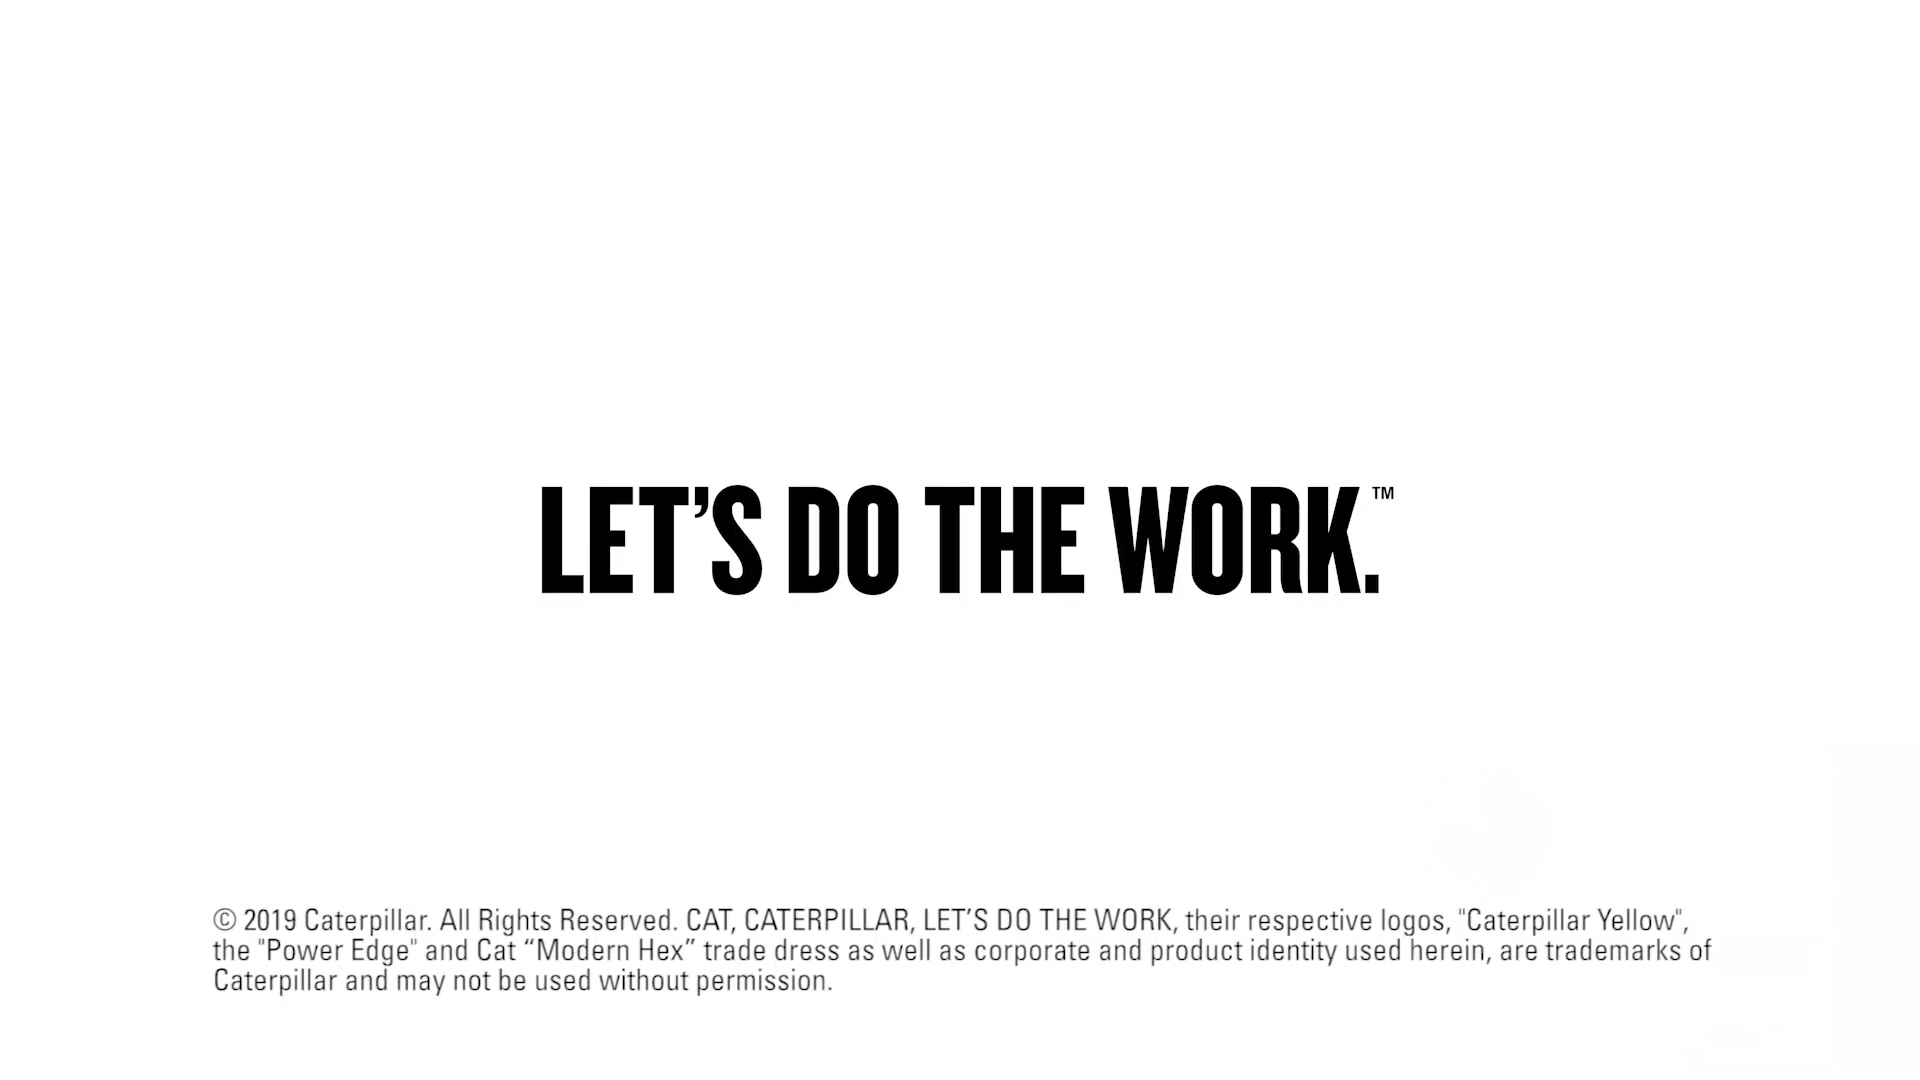 LET’S DO THE WORK.™
© 2019 Caterpillar. All Rights Reserved. CAT, CATERPILLAR, LET’S DO THE WORK, their respective logos, "Caterpillar Yellow",
the "Power Edge" and Cat “Modern Hex” trade dress as well as corporate and product identity used herein, are trademarks of
Caterpillar and may not be used without permission.